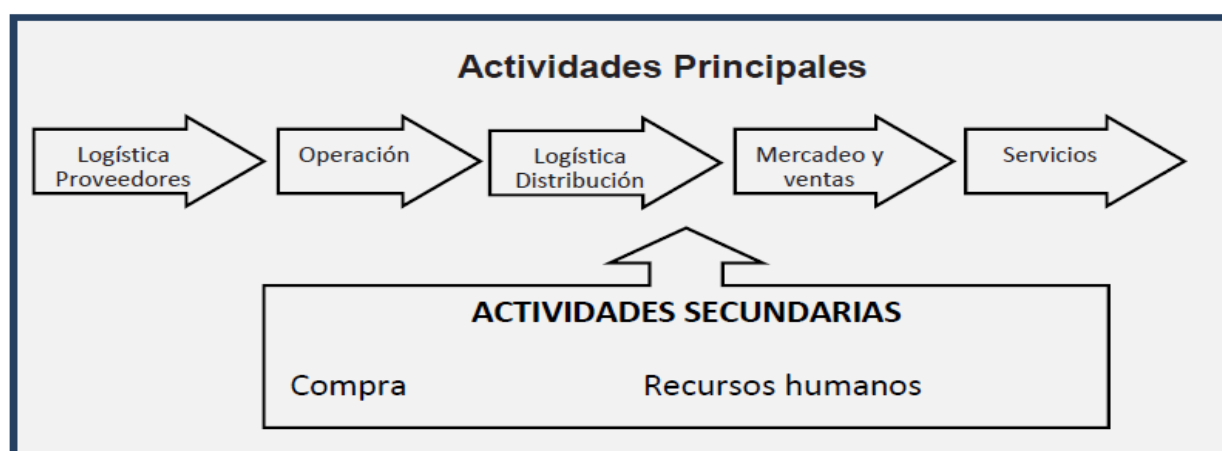 Actividades Principales
Logística
Proveedores
Operación
Logística
Distribución
Mercadeo y
ventas
Servicios
ACTIVIDADES SECUNDARIAS
Compra
Recursos humanos